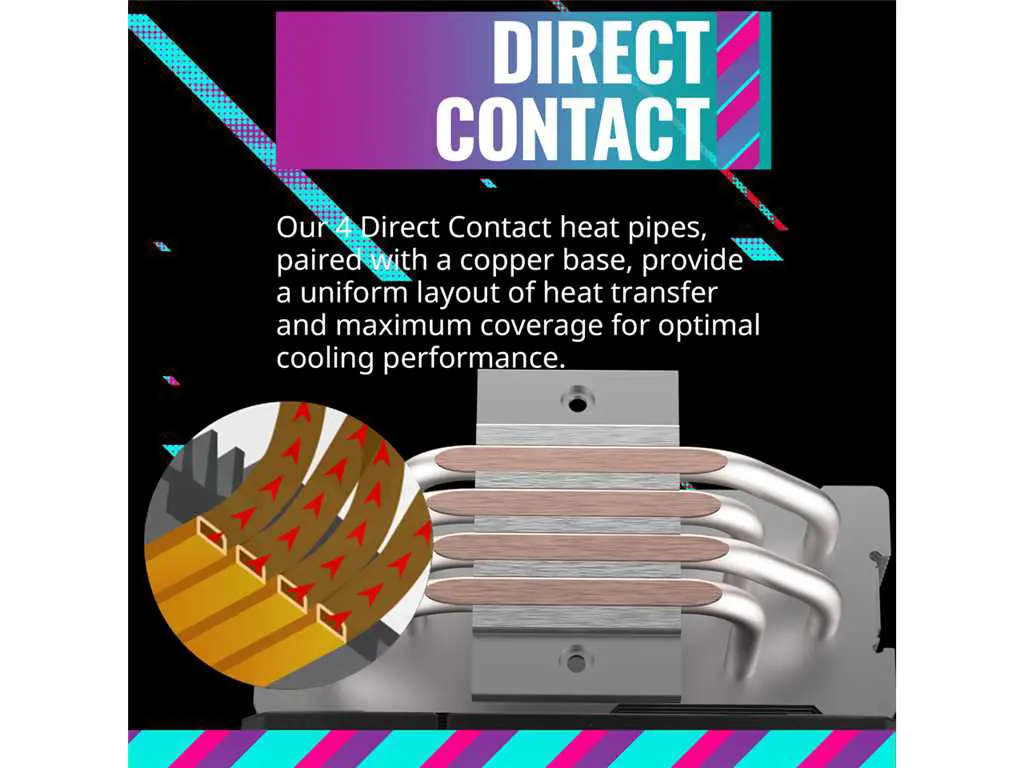 DIRECT
CONTACT
Our 4 Direct Contact heat pipes,
paired with a copper base, provide
a uniform layout of heat transfer
and maximum coverage for optimal
cooling performance.